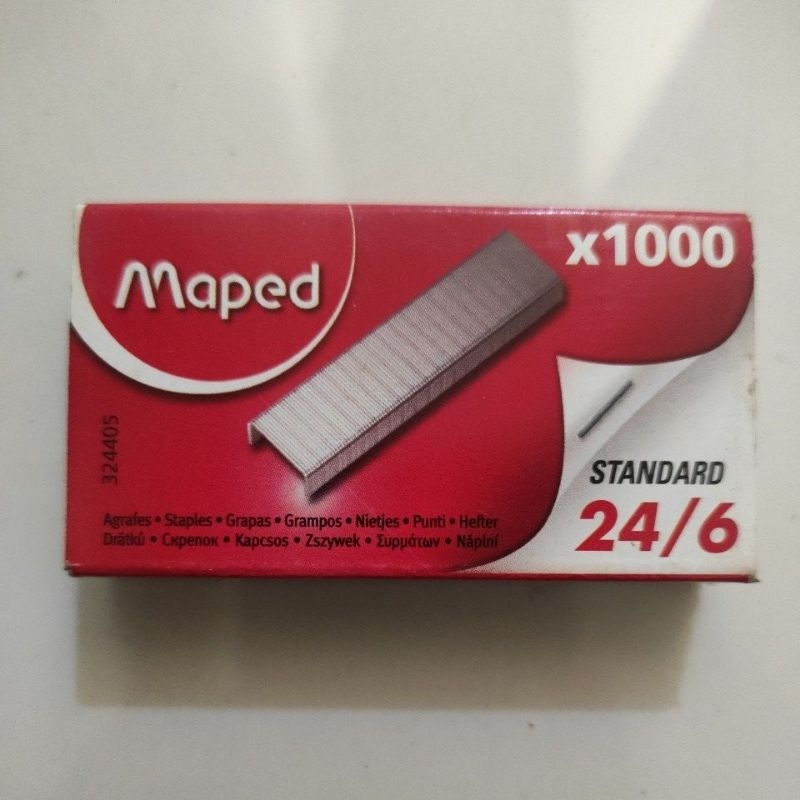 Maped
x1000
324405
STANDARD
24/6
Agrafes • Staples • Grapas • Grampos • Nietjes • Punti • Hefter
Drátků • Скрепок • Kapcsos • Zszywek • Συρμάτων • Náplní